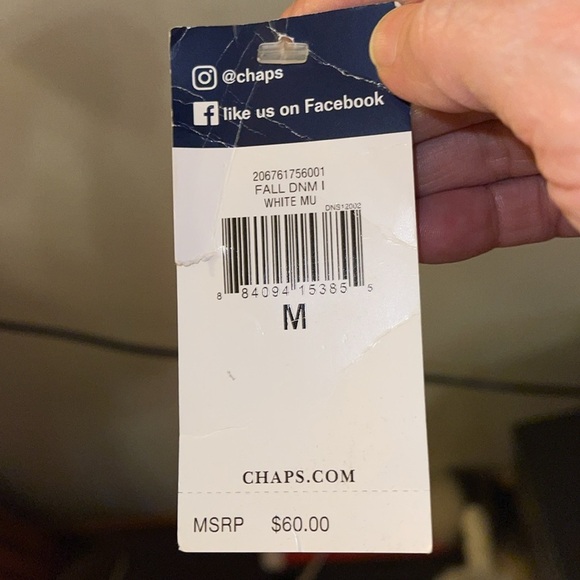 @chaps
like us on Facebook
206761756001
FALL DNM I
WHITE MU
DNS12002
8 84094 15385 5
M
CHAPS.COM
MSRP $60.00